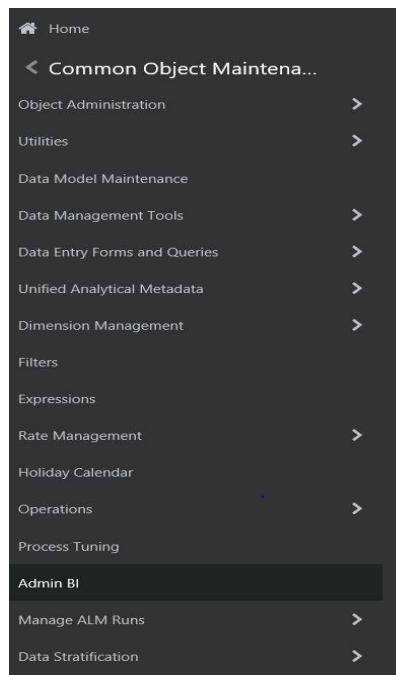 Home
Common Object Maintena...
Object Administration
Utilities
Data Model Maintenance
Data Management Tools
Data Entry Forms and Queries
Unified Analytical Metadata
Dimension Management
Filters
Expressions
Rate Management
Holiday Calendar
Operations
Process Tuning
Admin BI
Manage ALM Runs
Data Stratification